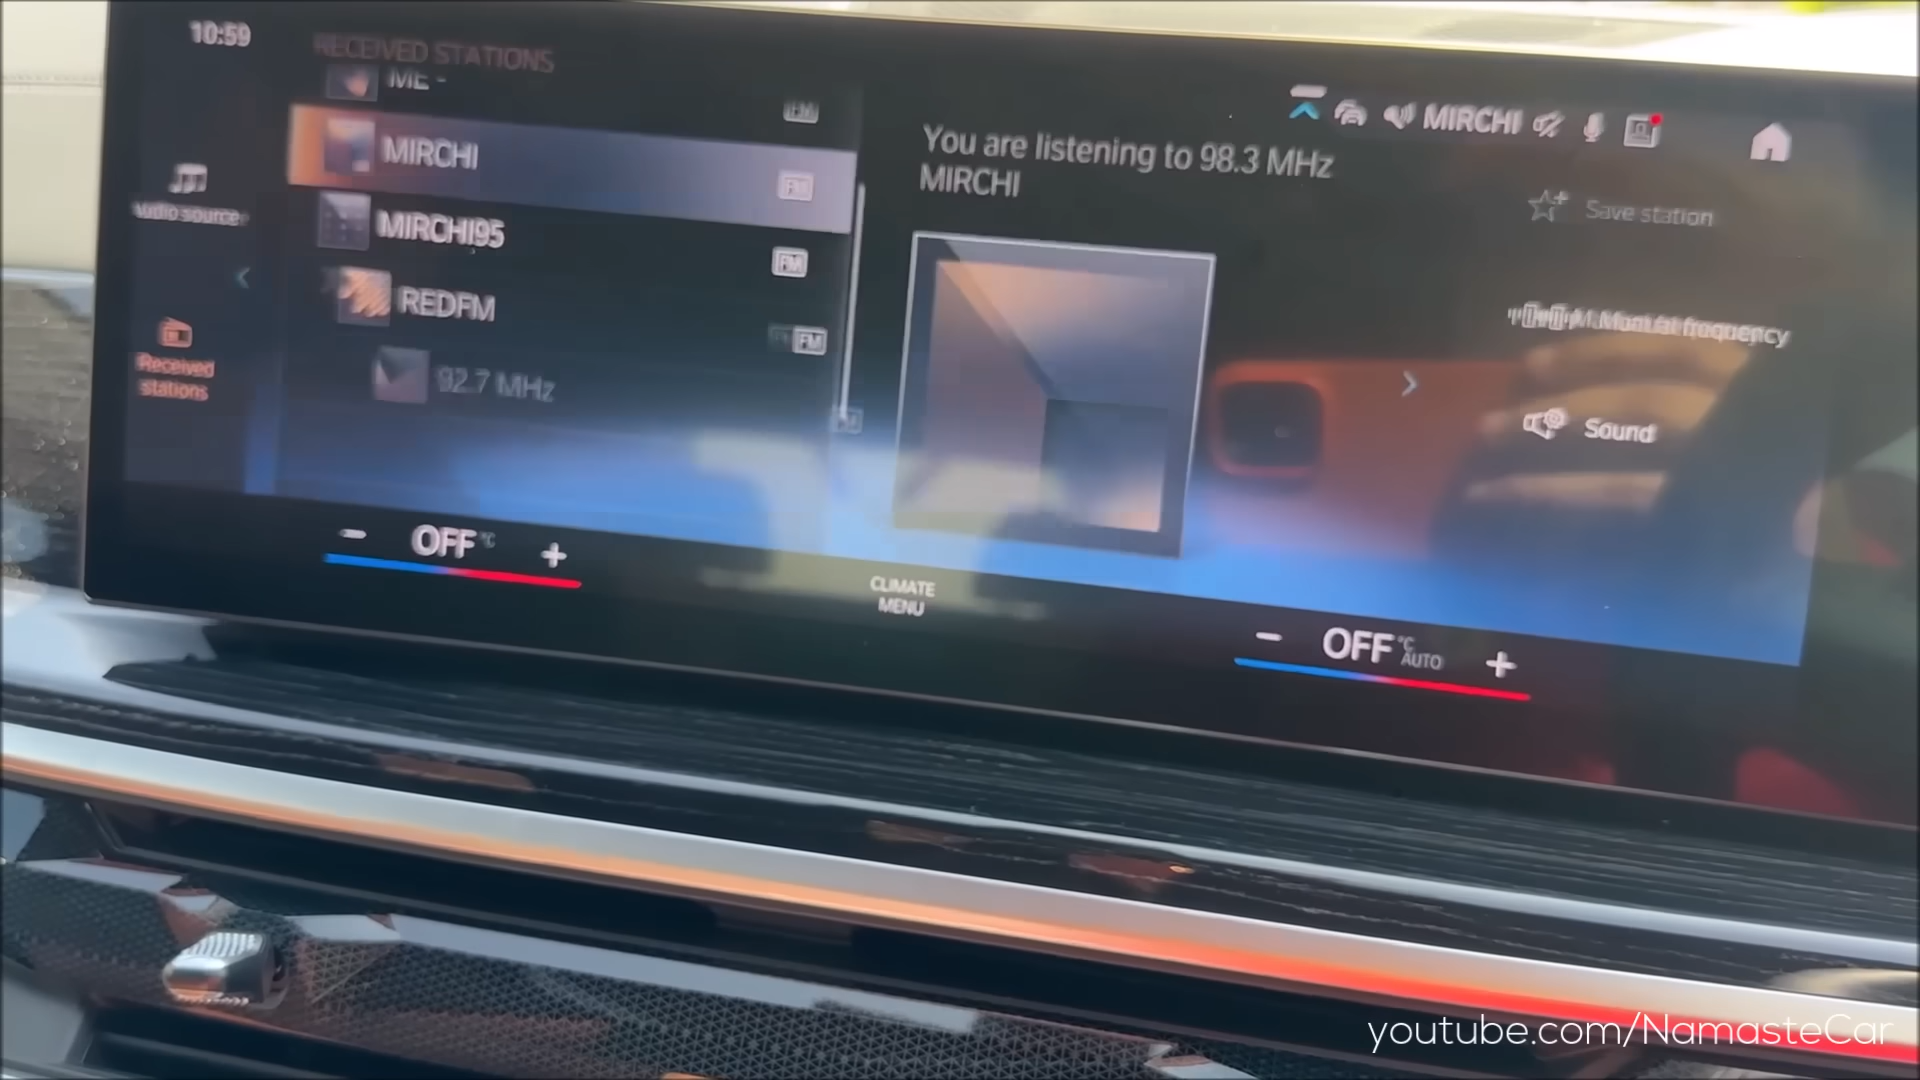 10:59
RECEIVED STATIONS
ME -
FM
MIRCHI
FM
MIRCHI95
FM
REDFM
FM
92.7 MHz
Audio source
Received
stations
You are listening to 98.3 MHz
MIRCHI
MIRCHI
Save station
Manual frequency
Sound
- OFF °C +
CLIMATE
MENU
- OFF °C AUTO +
youtube.com/NamasteCar